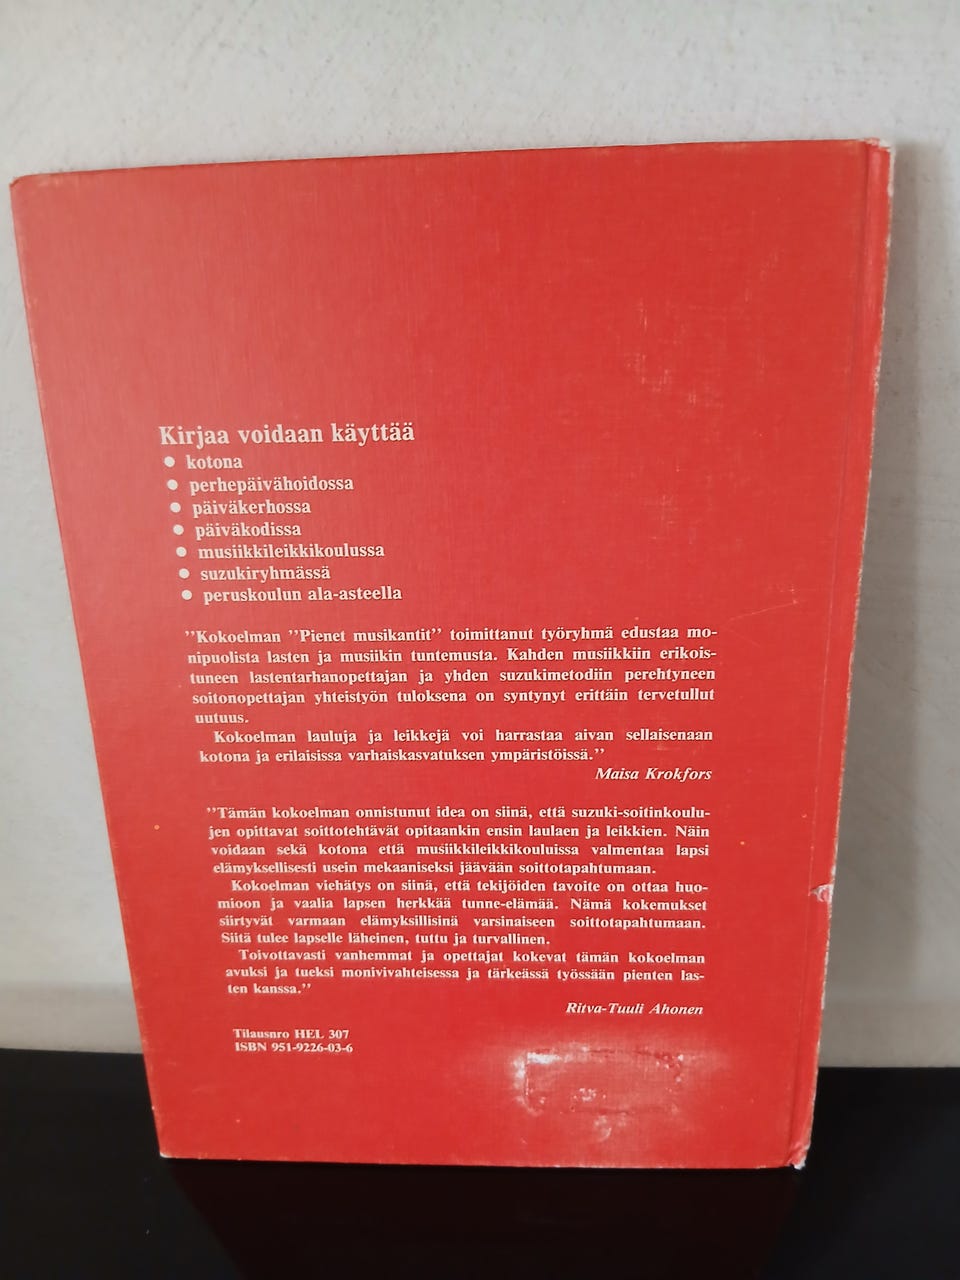 Kirjaa voidaan käyttää
● kotona
● perhepäivähoidossa
● päiväkerhossa
● päiväkodissa
● musiikkileikkikoulussa
● suzukiryhmässä
● peruskoulun ala-asteella
''Kokoelman ''Pienet musikantit'' toimittanut työryhmä edustaa mo-
nipuolista lasten ja musiikin tuntemusta. Kahden musiikkiin erikois-
tuneen lastentarhanopettajan ja yhden suzukimetodiin perehtyneen
soitonopettajan yhteistyön tuloksena on syntynyt erittäin tervetullut
uutuus.
Kokoelman lauluja ja leikkejä voi harrastaa aivan sellaisenaan
kotona ja erilaisissa varhaiskasvatuksen ympäristöissä.''
Maisa Krokfors
''Tämän kokoelman onnistunut idea on siinä, että suzuki-soitinkoulu-
jen opittavat soittotehtävät opitaankin ensin laulaen ja leikkien. Näin
voidaan sekä kotona että musiikkileikkikouluissa valmentaa lapsi
elämyksellisesti usein mekaaniseksi jäävään soittotapahtumaan.
Kokoelman viehätys on siinä, että tekijöiden tavoite on ottaa huo-
mioon ja vaalia lapsen herkkää tunne-elämää. Nämä kokemukset
siirtyvät varmaan elämyksillisinä varsinaiseen soittotapahtumaan.
Siitä tulee lapselle läheinen, tuttu ja turvallinen.
Toivottavasti vanhemmat ja opettajat kokevat tämän kokoelman
avuksi ja tueksi monivivahteisessa ja tärkeässä työssään pienten las-
ten kanssa.''
Ritva-Tuuli Ahonen
Tilausnro HEL 307
ISBN 951-9226-03-6